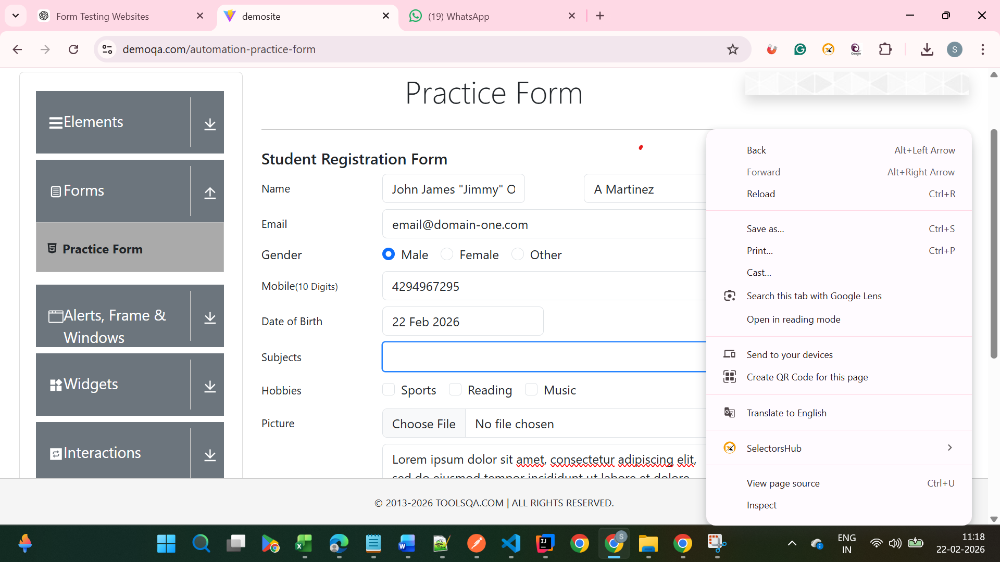 Form Testing Websites
demosite
(19) WhatsApp
demoqa.com/automation-practice-form
S
Practice Form
Elements
Forms
Practice Form
Alerts, Frame &
Windows
Widgets
Interactions
Student Registration Form
Name
John James "Jimmy" O
A Martinez
Email
email@domain-one.com
Gender
Male
Female
Other
Mobile(10 Digits)
4294967295
Date of Birth
22 Feb 2026
Subjects
Hobbies
Sports
Reading
Music
Picture
Choose File
No file chosen
Lorem ipsum dolor sit amet, consectetur adipiscing elit,
sed do eiusmod tempor incididunt ut labore et dolore
© 2013-2026 TOOLSQA.COM | ALL RIGHTS RESERVED.
Back Alt+Left Arrow
Forward Alt+Right Arrow
Reload Ctrl+R
Save as... Ctrl+S
Print... Ctrl+P
Cast...
Search this tab with Google Lens
Open in reading mode
Send to your devices
Create QR Code for this page
Translate to English
SelectorsHub
View page source Ctrl+U
Inspect
ENG
IN
11:18
22-02-2026